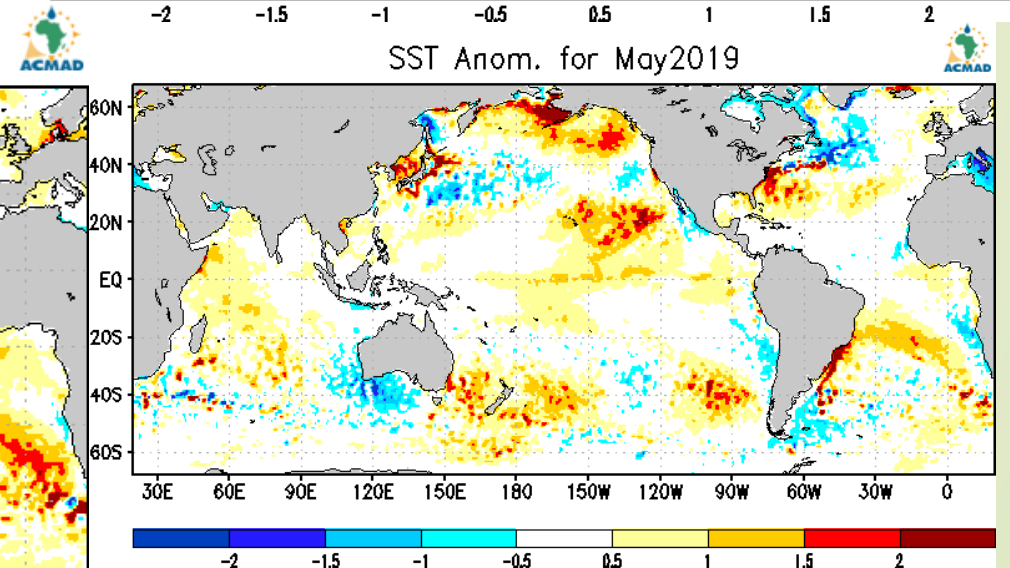 -2 -1.5 -1 -0.5 0.5 1 1.5 2
ACMAD
SST Anom. for May2019
ACMAD
60N
40N
20N
EQ
20S
40S
60S
30E 60E 90E 120E 150E 180 150W 120W 90W 60W 30W 0
-2 -1.5 -1 -0.5 0.5 1 1.5 2